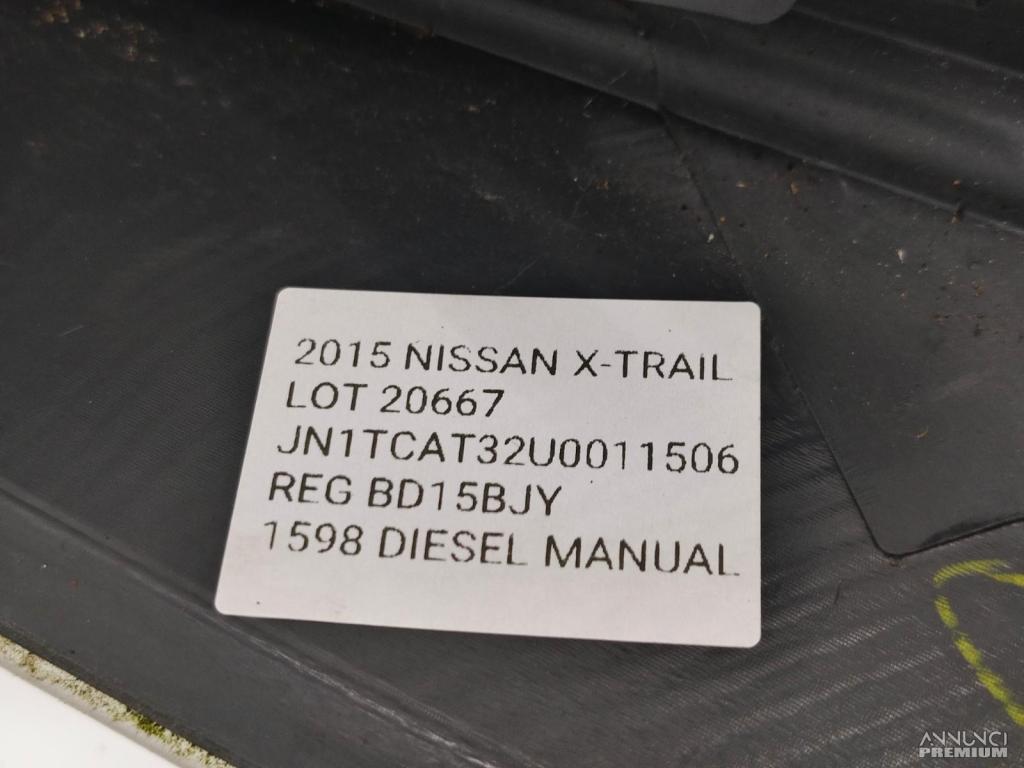 2015 NISSAN X-TRAIL
LOT 20667
JN1TCAT32U0011506
REG BD15BJY
1598 DIESEL MANUAL
ANNUNCI
PREMIUM